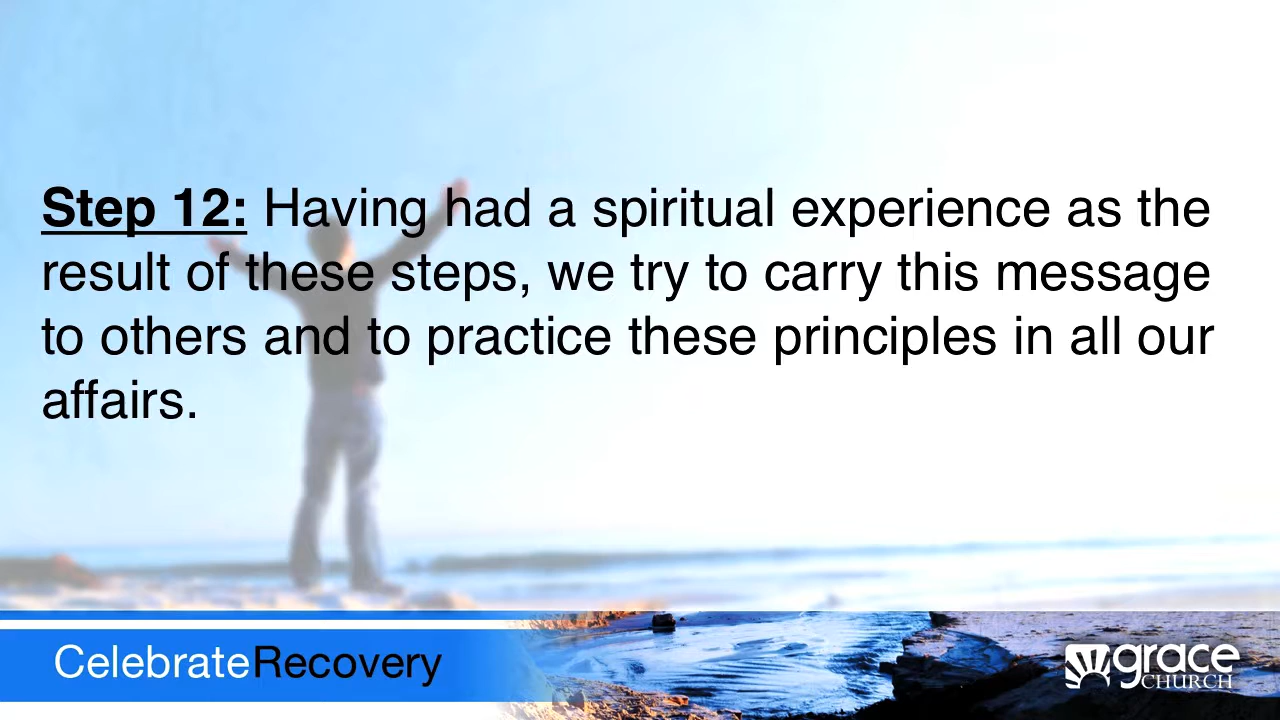 Step 12: Having had a spiritual experience as the
result of these steps, we try to carry this message
to others and to practice these principles in all our
affairs.
CelebrateRecovery
grace
CHURCH